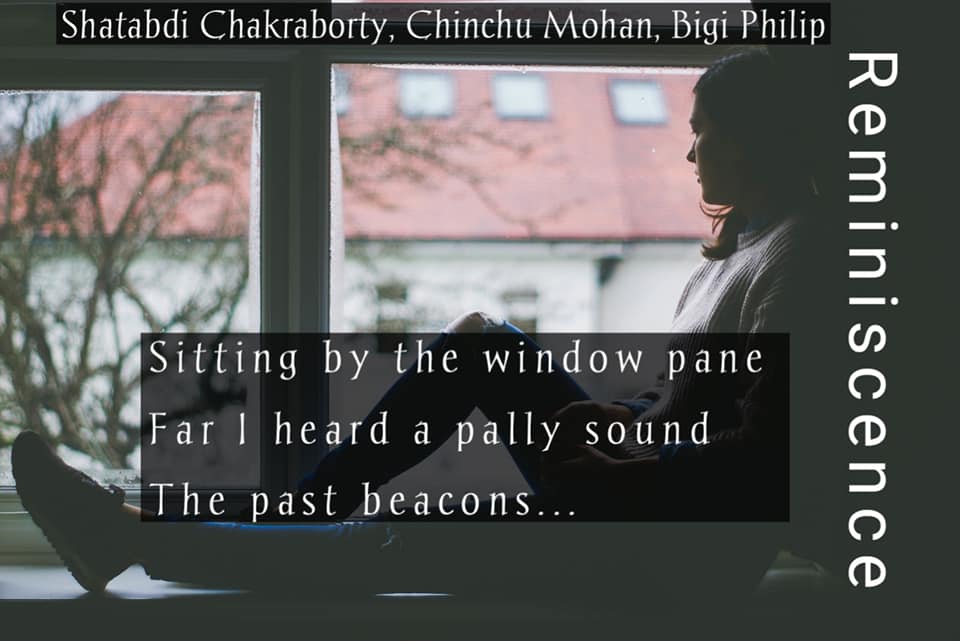 Shatabdi Chakraborty, Chinchu Mohan, Bigi Philip
Reminiscence
Sitting by the window pane
Far I heard a pally sound
The past beacons...